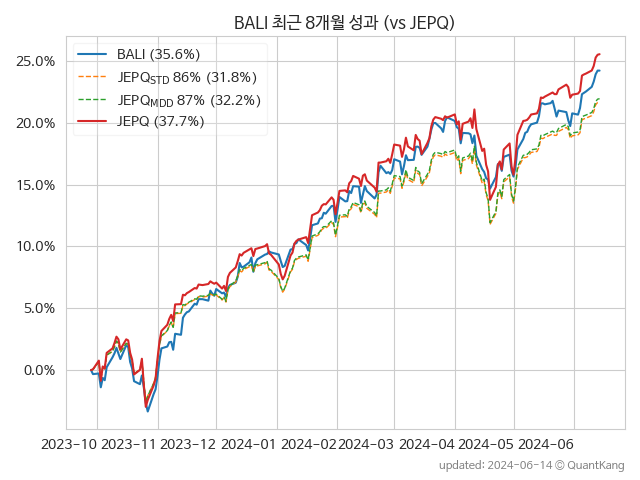 BALI 최근 8개월 성과 (vs JEPQ)
BALI (35.6%)
JEPQSTD 86% (31.8%)
JEPQMDD 87% (32.2%)
JEPQ (37.7%)
25.0%
20.0%
15.0%
10.0%
5.0%
0.0%
2023-10 2023-11 2023-12 2024-01 2024-02 2024-03 2024-04 2024-05 2024-06
updated: 2024-06-14 © QuantKang